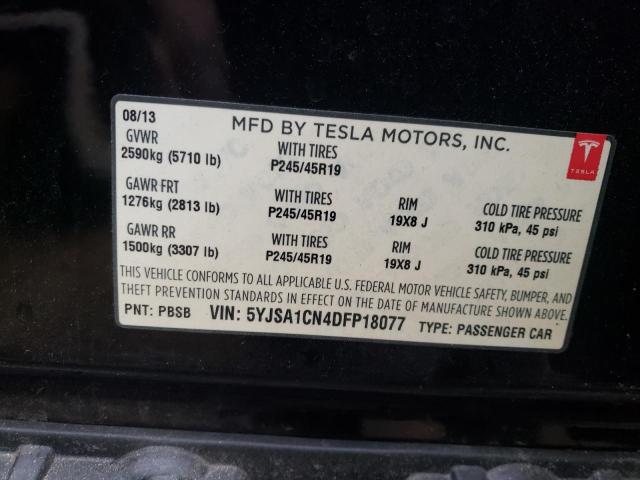 08/13
MFD BY TESLA MOTORS, INC.
GVWR WITH TIRES
2590kg (5710 lb) P245/45R19
TESLA
GAWR FRT WITH TIRES RIM COLD TIRE PRESSURE
1276kg (2813 lb) P245/45R19 19X8 J 310 kPa, 45 psi
GAWR RR WITH TIRES RIM COLD TIRE PRESSURE
1500kg (3307 lb) P245/45R19 19X8 J 310 kPa, 45 psi
THIS VEHICLE CONFORMS TO ALL APPLICABLE U.S. FEDERAL MOTOR VEHICLE SAFETY, BUMPER, AND
THEFT PREVENTION STANDARDS IN EFFECT ON THE DATE OF MANUFACTURE SHOWN ABOVE.
PNT: PBSB VIN: 5YJSA1CN4DFP18077 TYPE: PASSENGER CAR